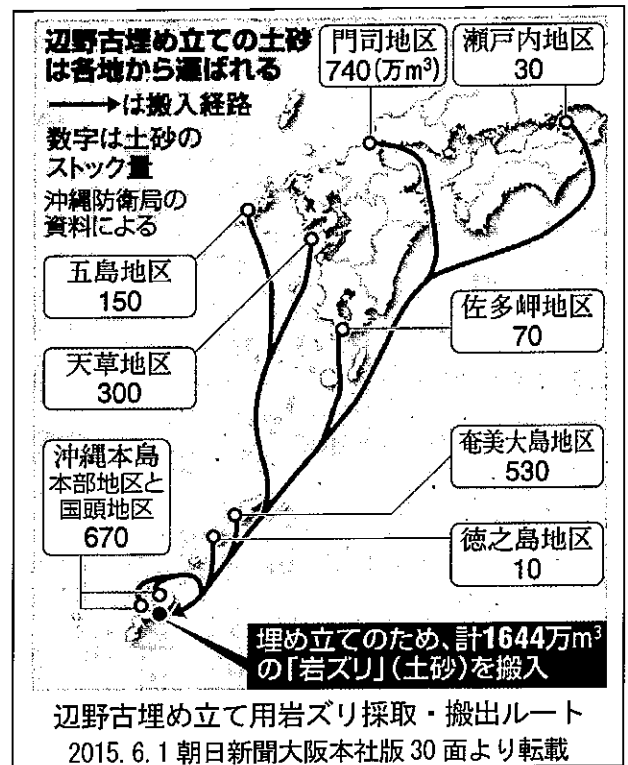 辺野古埋め立ての土砂
は各地から運ばれる
→は搬入経路
数字は土砂の
ストック量
沖縄防衛局の
資料による
門司地区
740(万m³)
瀬戸内地区
30
五島地区
150
天草地区
300
佐多岬地区
70
沖縄本島
本部地区と
国頭地区
670
奄美大島地区
530
徳之島地区
10
埋め立てのため、計1644万m³
の「岩ズリ」(土砂)を搬入
辺野古埋め立て用岩ズリ採取・搬出ルート
2015.6.1朝日新聞大阪本社版30面より転載